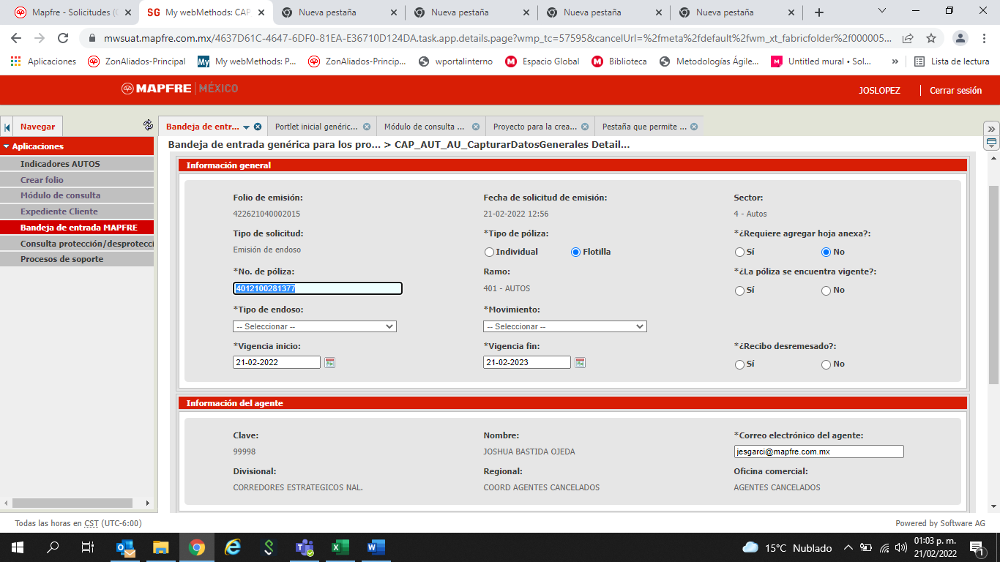 Mapfre - Solicitudes (C
My webMethods: CAP
Nueva pestaña
Nueva pestaña
Nueva pestaña
Nueva pestaña
mwsuat.mapfre.com.mx/4637D61C-4647-6DF0-81EA-E36710D124DA.task.app.details.page?wmp_tc=57595&cancelUrl=%2fmeta%2fdefault%2fwm_xt_fabricfolder%2f000005...
Aplicaciones
ZonAliados-Principal
My webMethods: P...
ZonAliados-Princip...
wportalinterno
Espacio Global
Biblioteca
Metodologías Ágile...
Untitled mural • Sol...
»
Lista de lectura
MAPFRE | MÉXICO
JOSLOPEZ
Cerrar sesión
Navegar
Bandeja de entr...
Portlet inicial genéric...
Módulo de consulta ...
Proyecto para la crea...
Pestaña que permite ...
Aplicaciones
Indicadores AUTOS
Crear folio
Módulo de consulta
Expediente Cliente
Bandeja de entrada MAPFRE
Consulta protección/desprotecci
Procesos de soporte
Bandeja de entrada genérica para los pro... > CAP_AUT_AU_CapturarDatosGenerales Detail...
Información general
Folio de emisión:
Fecha de solicitud de emisión:
Sector:
422621040002015
21-02-2022 12:56
4 - Autos
Tipo de solicitud:
*Tipo de póliza:
*¿Requiere agregar hoja anexa?:
Emisión de endoso
Individual
Flotilla
Sí
No
*No. de póliza:
Ramo:
*¿La póliza se encuentra vigente?:
4012100281377
401 - AUTOS
Sí
No
*Tipo de endoso:
*Movimiento:
-- Seleccionar --
-- Seleccionar --
*Vigencia inicio:
*Vigencia fin:
*¿Recibo desremesado?:
21-02-2022
21-02-2023
Sí
No
Información del agente
Clave:
Nombre:
*Correo electrónico del agente:
99998
JOSHUA BASTIDA OJEDA
jesgarci@mapfre.com.mx
Divisional:
Regional:
Oficina comercial:
CORREDORES ESTRATEGICOS NAL.
COORD AGENTES CANCELADOS
AGENTES CANCELADOS
Todas las horas en CST (UTC-6:00)
Powered by Software AG
15°C Nublado
01:03 p. m.
21/02/2022
1